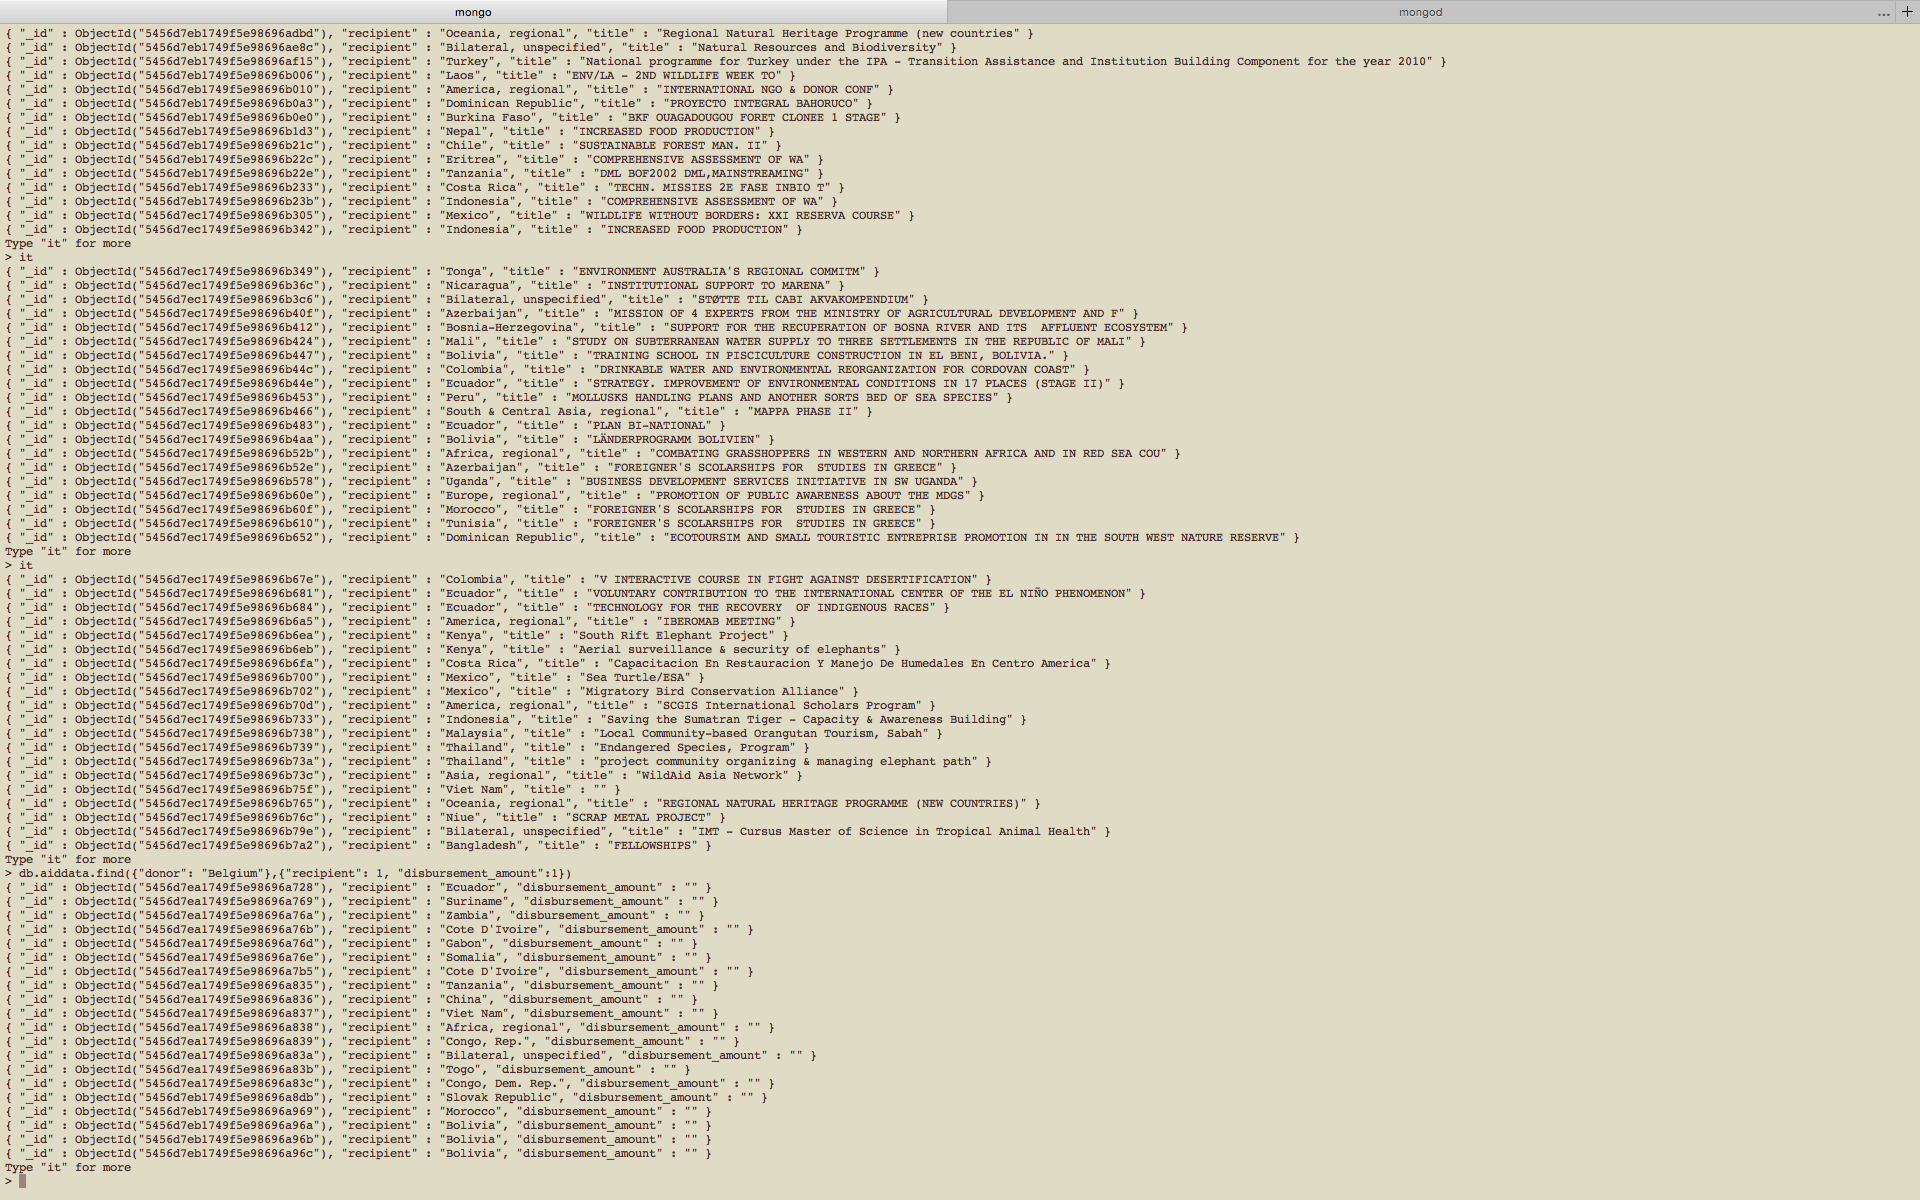 mongo
mongod
... +
{ "_id" : ObjectId("5456d7eb1749f5e98696adbd"), "recipient" : "Oceania, regional", "title" : "Regional Natural Heritage Programme (new countries" }
{ "_id" : ObjectId("5456d7eb1749f5e98696ae8c"), "recipient" : "Bilateral, unspecified", "title" : "Natural Resources and Biodiversity" }
{ "_id" : ObjectId("5456d7eb1749f5e98696af15"), "recipient" : "Turkey", "title" : "National programme for Turkey under the IPA - Transition Assistance and Institution Building Component for the year 2010" }
{ "_id" : ObjectId("5456d7ec1749f5e98696b006"), "recipient" : "Laos", "title" : "ENV/LA - 2ND WILDLIFE WEEK TO" }
{ "_id" : ObjectId("5456d7ec1749f5e98696b010"), "recipient" : "America, regional", "title" : "INTERNATIONAL NGO & DONOR CONF" }
{ "_id" : ObjectId("5456d7ec1749f5e98696b0a3"), "recipient" : "Dominican Republic", "title" : "PROYECTO INTEGRAL BAHORUCO" }
{ "_id" : ObjectId("5456d7ec1749f5e98696b0e0"), "recipient" : "Burkina Faso", "title" : "BKF OUAGADOUGOU FORET CLONEE 1 STAGE" }
{ "_id" : ObjectId("5456d7ec1749f5e98696b1d3"), "recipient" : "Nepal", "title" : "INCREASED FOOD PRODUCTION" }
{ "_id" : ObjectId("5456d7ec1749f5e98696b21c"), "recipient" : "Chile", "title" : "SUSTAINABLE FOREST MAN. II" }
{ "_id" : ObjectId("5456d7ec1749f5e98696b22c"), "recipient" : "Eritrea", "title" : "COMPREHENSIVE ASSESSMENT OF WA" }
{ "_id" : ObjectId("5456d7ec1749f5e98696b22e"), "recipient" : "Tanzania", "title" : "DML BOF2002 DML,MAINSTREAMING" }
{ "_id" : ObjectId("5456d7ec1749f5e98696b233"), "recipient" : "Costa Rica", "title" : "TECHN. MISSIES 2E FASE INBIO T" }
{ "_id" : ObjectId("5456d7ec1749f5e98696b23b"), "recipient" : "Indonesia", "title" : "COMPREHENSIVE ASSESSMENT OF WA" }
{ "_id" : ObjectId("5456d7ec1749f5e98696b305"), "recipient" : "Mexico", "title" : "WILDLIFE WITHOUT BORDERS: XXI RESERVA COURSE" }
{ "_id" : ObjectId("5456d7ec1749f5e98696b342"), "recipient" : "Indonesia", "title" : "INCREASED FOOD PRODUCTION" }
Type "it" for more
> it
{ "_id" : ObjectId("5456d7ec1749f5e98696b349"), "recipient" : "Tonga", "title" : "ENVIRONMENT AUSTRALIA'S REGIONAL COMMITM" }
{ "_id" : ObjectId("5456d7ec1749f5e98696b36c"), "recipient" : "Nicaragua", "title" : "INSTITUTIONAL SUPPORT TO MARENA" }
{ "_id" : ObjectId("5456d7ec1749f5e98696b3c6"), "recipient" : "Bilateral, unspecified", "title" : "STØTTE TIL CABI AKVAKOMPENDIUM" }
{ "_id" : ObjectId("5456d7ec1749f5e98696b40f"), "recipient" : "Azerbaijan", "title" : "MISSION OF 4 EXPERTS FROM THE MINISTRY OF AGRICULTURAL DEVELOPMENT AND F" }
{ "_id" : ObjectId("5456d7ec1749f5e98696b412"), "recipient" : "Bosnia-Herzegovina", "title" : "SUPPORT FOR THE RECUPERATION OF BOSNA RIVER AND ITS  AFFLUENT ECOSYSTEM" }
{ "_id" : ObjectId("5456d7ec1749f5e98696b424"), "recipient" : "Mali", "title" : "STUDY ON SUBTERRANEAN WATER SUPPLY TO THREE SETTLEMENTS IN THE REPUBLIC OF MALI" }
{ "_id" : ObjectId("5456d7ec1749f5e98696b447"), "recipient" : "Bolivia", "title" : "TRAINING SCHOOL IN PISCICULTURE CONSTRUCTION IN EL BENI, BOLIVIA." }
{ "_id" : ObjectId("5456d7ec1749f5e98696b44c"), "recipient" : "Colombia", "title" : "DRINKABLE WATER AND ENVIRONMENTAL REORGANIZATION FOR CORDOVAN COAST" }
{ "_id" : ObjectId("5456d7ec1749f5e98696b44e"), "recipient" : "Ecuador", "title" : "STRATEGY. IMPROVEMENT OF ENVIRONMENTAL CONDITIONS IN 17 PLACES (STAGE II)" }
{ "_id" : ObjectId("5456d7ec1749f5e98696b453"), "recipient" : "Peru", "title" : "MOLLUSKS HANDLING PLANS AND ANOTHER SORTS BED OF SEA SPECIES" }
{ "_id" : ObjectId("5456d7ec1749f5e98696b466"), "recipient" : "South & Central Asia, regional", "title" : "MAPPA PHASE II" }
{ "_id" : ObjectId("5456d7ec1749f5e98696b483"), "recipient" : "Ecuador", "title" : "PLAN BI-NATIONAL" }
{ "_id" : ObjectId("5456d7ec1749f5e98696b4aa"), "recipient" : "Bolivia", "title" : "LÄNDERPROGRAMM BOLIVIEN" }
{ "_id" : ObjectId("5456d7ec1749f5e98696b52b"), "recipient" : "Africa, regional", "title" : "COMBATING GRASSHOPPERS IN WESTERN AND NORTHERN AFRICA AND IN RED SEA COU" }
{ "_id" : ObjectId("5456d7ec1749f5e98696b52e"), "recipient" : "Azerbaijan", "title" : "FOREIGNER'S SCOLARSHIPS FOR  STUDIES IN GREECE" }
{ "_id" : ObjectId("5456d7ec1749f5e98696b578"), "recipient" : "Uganda", "title" : "BUSINESS DEVELOPMENT SERVICES INITIATIVE IN SW UGANDA" }
{ "_id" : ObjectId("5456d7ec1749f5e98696b60e"), "recipient" : "Europe, regional", "title" : "PROMOTION OF PUBLIC AWARENESS ABOUT THE MDGS" }
{ "_id" : ObjectId("5456d7ec1749f5e98696b60f"), "recipient" : "Morocco", "title" : "FOREIGNER'S SCOLARSHIPS FOR  STUDIES IN GREECE" }
{ "_id" : ObjectId("5456d7ec1749f5e98696b610"), "recipient" : "Tunisia", "title" : "FOREIGNER'S SCOLARSHIPS FOR  STUDIES IN GREECE" }
{ "_id" : ObjectId("5456d7ec1749f5e98696b652"), "recipient" : "Dominican Republic", "title" : "ECOTOURSIM AND SMALL TOURISTIC ENTREPRISE PROMOTION IN IN THE SOUTH WEST NATURE RESERVE" }
Type "it" for more
> it
{ "_id" : ObjectId("5456d7ec1749f5e98696b67e"), "recipient" : "Colombia", "title" : "V INTERACTIVE COURSE IN FIGHT AGAINST DESERTIFICATION" }
{ "_id" : ObjectId("5456d7ec1749f5e98696b681"), "recipient" : "Ecuador", "title" : "VOLUNTARY CONTRIBUTION TO THE INTERNATIONAL CENTER OF THE EL NIÑO PHENOMENON" }
{ "_id" : ObjectId("5456d7ec1749f5e98696b684"), "recipient" : "Ecuador", "title" : "TECHNOLOGY FOR THE RECOVERY  OF INDIGENOUS RACES" }
{ "_id" : ObjectId("5456d7ec1749f5e98696b6a5"), "recipient" : "America, regional", "title" : "IBEROMAB MEETING" }
{ "_id" : ObjectId("5456d7ec1749f5e98696b6ea"), "recipient" : "Kenya", "title" : "South Rift Elephant Project" }
{ "_id" : ObjectId("5456d7ec1749f5e98696b6eb"), "recipient" : "Kenya", "title" : "Aerial surveillance & security of elephants" }
{ "_id" : ObjectId("5456d7ec1749f5e98696b6fa"), "recipient" : "Costa Rica", "title" : "Capacitacion En Restauracion Y Manejo De Humedales En Centro America" }
{ "_id" : ObjectId("5456d7ec1749f5e98696b700"), "recipient" : "Mexico", "title" : "Sea Turtle/ESA" }
{ "_id" : ObjectId("5456d7ec1749f5e98696b702"), "recipient" : "Mexico", "title" : "Migratory Bird Conservation Alliance" }
{ "_id" : ObjectId("5456d7ec1749f5e98696b70d"), "recipient" : "America, regional", "title" : "SCGIS International Scholars Program" }
{ "_id" : ObjectId("5456d7ec1749f5e98696b733"), "recipient" : "Indonesia", "title" : "Saving the Sumatran Tiger - Capacity & Awareness Building" }
{ "_id" : ObjectId("5456d7ec1749f5e98696b738"), "recipient" : "Malaysia", "title" : "Local Community-based Orangutan Tourism, Sabah" }
{ "_id" : ObjectId("5456d7ec1749f5e98696b739"), "recipient" : "Thailand", "title" : "Endangered Species, Program" }
{ "_id" : ObjectId("5456d7ec1749f5e98696b73a"), "recipient" : "Thailand", "title" : "project community organizing & managing elephant path" }
{ "_id" : ObjectId("5456d7ec1749f5e98696b73c"), "recipient" : "Asia, regional", "title" : "WildAid Asia Network" }
{ "_id" : ObjectId("5456d7ec1749f5e98696b75f"), "recipient" : "Viet Nam", "title" : "" }
{ "_id" : ObjectId("5456d7ec1749f5e98696b765"), "recipient" : "Oceania, regional", "title" : "REGIONAL NATURAL HERITAGE PROGRAMME (NEW COUNTRIES)" }
{ "_id" : ObjectId("5456d7ec1749f5e98696b76c"), "recipient" : "Niue", "title" : "SCRAP METAL PROJECT" }
{ "_id" : ObjectId("5456d7ec1749f5e98696b79e"), "recipient" : "Bilateral, unspecified", "title" : "IMT - Cursus Master of Science in Tropical Animal Health" }
{ "_id" : ObjectId("5456d7ec1749f5e98696b7a2"), "recipient" : "Bangladesh", "title" : "FELLOWSHIPS" }
Type "it" for more
> db.aiddata.find({"donor": "Belgium"},{"recipient": 1, "disbursement_amount":1})
{ "_id" : ObjectId("5456d7ea1749f5e98696a728"), "recipient" : "Ecuador", "disbursement_amount" : "" }
{ "_id" : ObjectId("5456d7ea1749f5e98696a769"), "recipient" : "Suriname", "disbursement_amount" : "" }
{ "_id" : ObjectId("5456d7ea1749f5e98696a76a"), "recipient" : "Zambia", "disbursement_amount" : "" }
{ "_id" : ObjectId("5456d7ea1749f5e98696a76b"), "recipient" : "Cote D'Ivoire", "disbursement_amount" : "" }
{ "_id" : ObjectId("5456d7ea1749f5e98696a76d"), "recipient" : "Gabon", "disbursement_amount" : "" }
{ "_id" : ObjectId("5456d7ea1749f5e98696a76e"), "recipient" : "Somalia", "disbursement_amount" : "" }
{ "_id" : ObjectId("5456d7ea1749f5e98696a7b5"), "recipient" : "Cote D'Ivoire", "disbursement_amount" : "" }
{ "_id" : ObjectId("5456d7ea1749f5e98696a835"), "recipient" : "Tanzania", "disbursement_amount" : "" }
{ "_id" : ObjectId("5456d7ea1749f5e98696a836"), "recipient" : "China", "disbursement_amount" : "" }
{ "_id" : ObjectId("5456d7ea1749f5e98696a837"), "recipient" : "Viet Nam", "disbursement_amount" : "" }
{ "_id" : ObjectId("5456d7ea1749f5e98696a838"), "recipient" : "Africa, regional", "disbursement_amount" : "" }
{ "_id" : ObjectId("5456d7ea1749f5e98696a839"), "recipient" : "Congo, Rep.", "disbursement_amount" : "" }
{ "_id" : ObjectId("5456d7ea1749f5e98696a83a"), "recipient" : "Bilateral, unspecified", "disbursement_amount" : "" }
{ "_id" : ObjectId("5456d7ea1749f5e98696a83b"), "recipient" : "Togo", "disbursement_amount" : "" }
{ "_id" : ObjectId("5456d7ea1749f5e98696a83c"), "recipient" : "Congo, Dem. Rep.", "disbursement_amount" : "" }
{ "_id" : ObjectId("5456d7eb1749f5e98696a8db"), "recipient" : "Slovak Republic", "disbursement_amount" : "" }
{ "_id" : ObjectId("5456d7eb1749f5e98696a969"), "recipient" : "Morocco", "disbursement_amount" : "" }
{ "_id" : ObjectId("5456d7eb1749f5e98696a96a"), "recipient" : "Bolivia", "disbursement_amount" : "" }
{ "_id" : ObjectId("5456d7eb1749f5e98696a96b"), "recipient" : "Bolivia", "disbursement_amount" : "" }
{ "_id" : ObjectId("5456d7eb1749f5e98696a96c"), "recipient" : "Bolivia", "disbursement_amount" : "" }
Type "it" for more
>